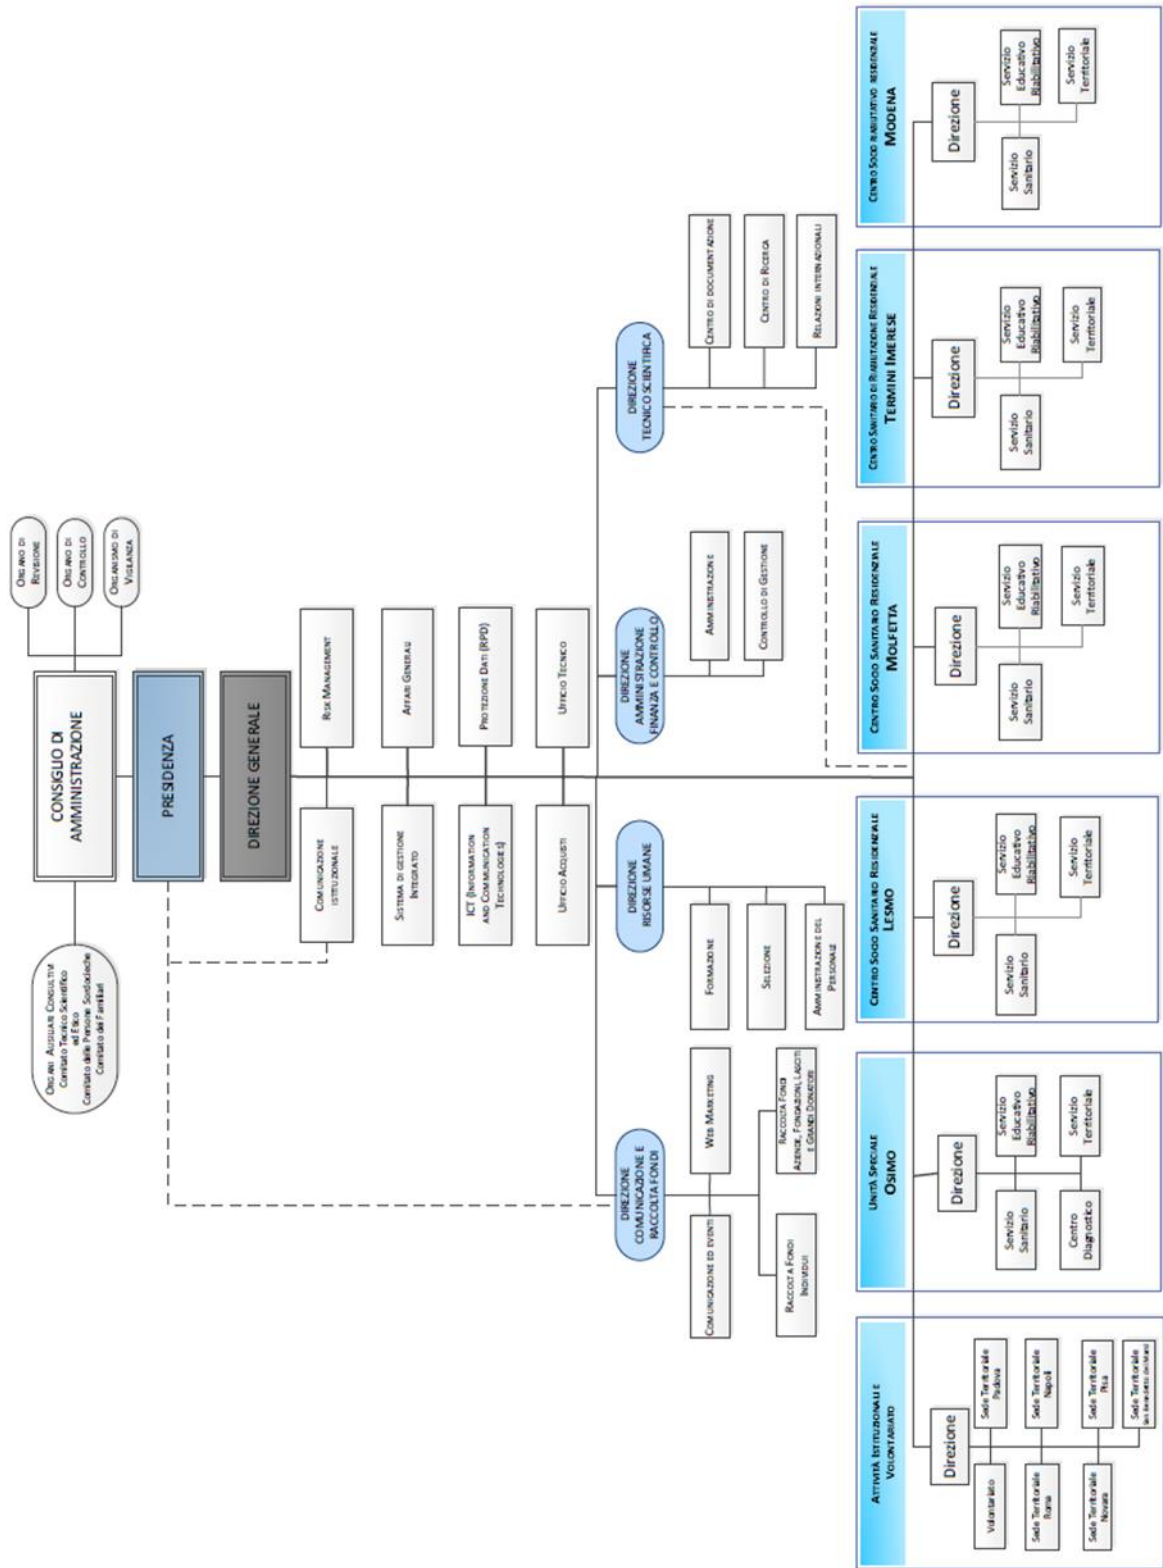 ORGANI AUSILIARI CONSULTIVI
Comitato Tecnico Scientifico
ed Etico
Comitato delle Persone Sordocieche
Comitato dei Familiari
CONSIGLIO DI
AMMINISTRAZIONE
ORGANO DI
REVISIONE
ORGANO DI
CONTROLLO
ORGANISMO DI
VIGILANZA
PRESIDENZA
DIREZIONE GENERALE
COMUNICAZIONE
ISTITUZIONALE
RISK MANAGEMENT
SISTEMA DI GESTIONE
INTEGRATO
AFFARI GENERALI
ICT (INFORMATION
AND COMMUNICATION
TECHNOLOGIES)
PROTEZIONE DATI (RPD)
UFFICIO ACQUISTI
UFFICIO TECNICO
DIREZIONE
COMUNICAZIONE E
RACCOLTA FONDI
COMUNICAZIONE ED EVENTI
WEB MARKETING
RACCOLTA FONDI
INDIVIDUI
RACCOLTA FONDI
AZIENDE, FONDAZIONI, LASCITI
E GRANDI DONATORI
DIREZIONE
RISORSE UMANE
FORMAZIONE
SELEZIONE
AMMINISTRAZIONE DEL
PERSONALE
DIREZIONE
AMMINISTRAZIONE
FINANZA E CONTROLLO
AMMINISTRAZIONE
CONTROLLO DI GESTIONE
DIREZIONE
TECNICO SCIENTIFICA
CENTRO DI DOCUMENTAZIONE
CENTRO DI RICERCA
RELAZIONI INTERNAZIONALI
ATTIVITÀ ISTITUZIONALI E
VOLONTARIATO
Direzione
Volontariato
Sede Territoriale
Padova
Sede Territoriale
Roma
Sede Territoriale
Napoli
Sede Territoriale
Novara
Sede Territoriale
Pisa
Sede Territoriale
San Benedetto dei Marsi
UNITÀ SPECIALE
OSIMO
Direzione
Servizio
Sanitario
Servizio
Educativo
Riabilitativo
Centro
Diagnostico
Servizio
Territoriale
CENTRO SOCIO SANITARIO RESIDENZIALE
LESMO
Direzione
Servizio
Sanitario
Servizio
Educativo
Riabilitativo
Servizio
Territoriale
CENTRO SOCIO SANITARIO RESIDENZIALE
MOLFETTA
Direzione
Servizio
Sanitario
Servizio
Educativo
Riabilitativo
Servizio
Territoriale
CENTRO SANITARIO DI RIABILITAZIONE RESIDENZIALE
TERMINI IMERESE
Direzione
Servizio
Sanitario
Servizio
Educativo
Riabilitativo
Servizio
Territoriale
CENTRO SOCIO RIABILITATIVO RESIDENZIALE
MODENA
Direzione
Servizio
Sanitario
Servizio
Educativo
Riabilitativo
Servizio
Territoriale